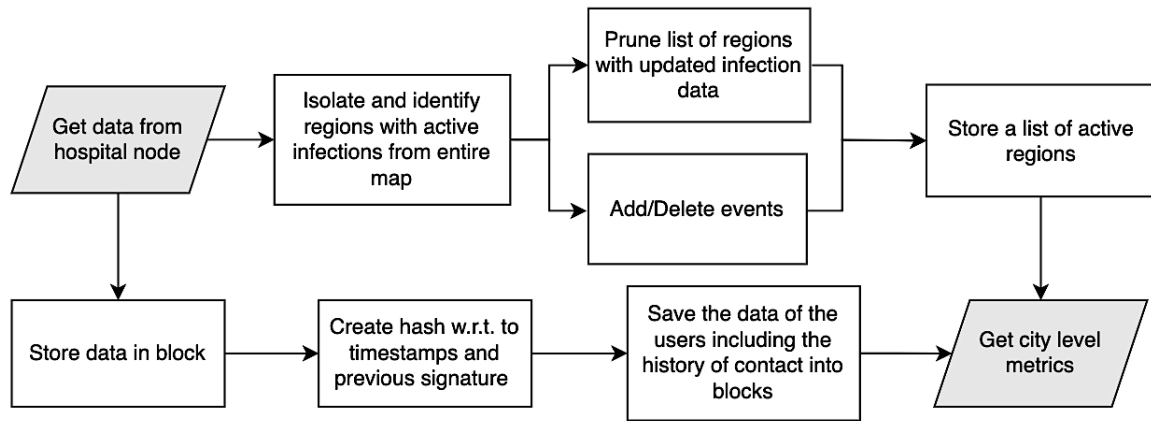 Get data from
hospital node
Isolate and identify
regions with active
infections from entire
map
Prune list of regions
with updated infection
data
Add/Delete events
Store a list of active
regions
Store data in block
Create hash w.r.t. to
timestamps and
previous signature
Save the data of the
users including the
history of contact into
blocks
Get city level
metrics